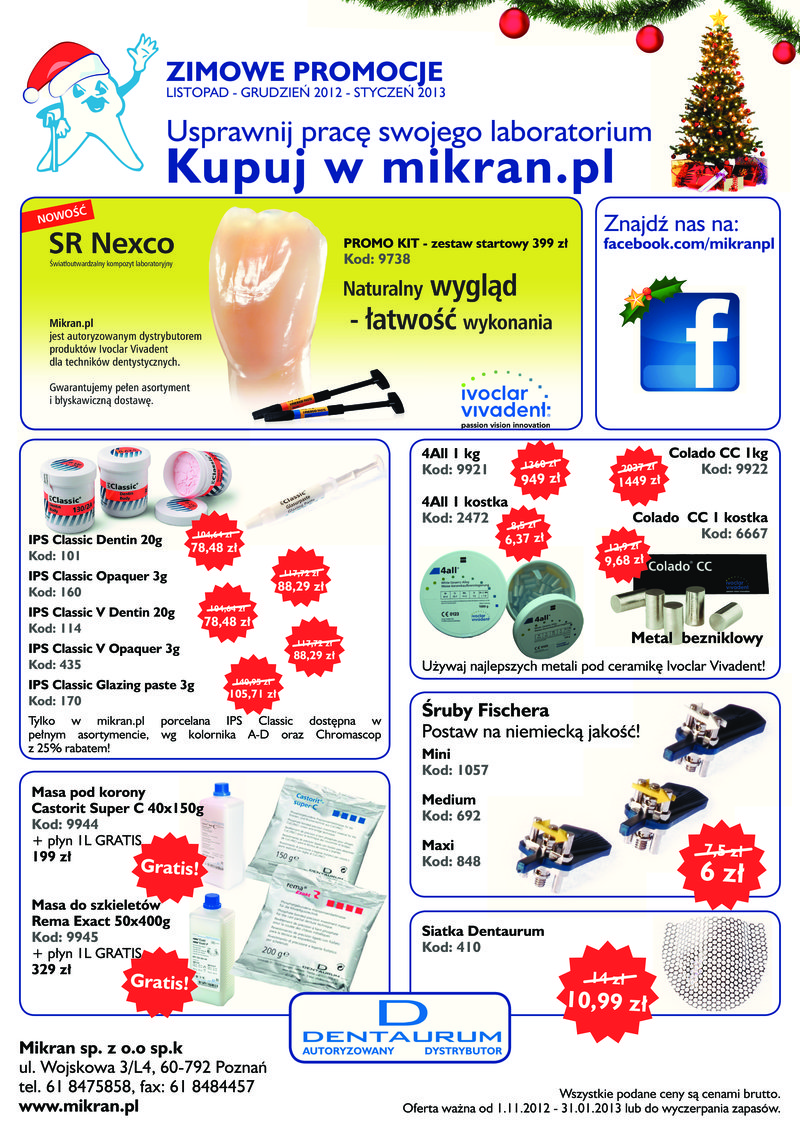 ZIMOWE PROMOCJE
LISTOPAD - GRUDZIEŃ 2012 - STYCZEŃ 2013
Usprawnij pracę swojego laboratorium
Kupuj w mikran.pl
NOWOŚĆ
SR Nexco
Światłoutwardzalny kompozyt laboratoryjny
Mikran.pl
jest autoryzowanym dystrybutorem
produktów Ivoclar Vivadent
dla techników dentystycznych.
Gwarantujemy pełen asortyment
i błyskawiczną dostawę.
PROMO KIT - zestaw startowy 399 zł
Kod: 9738
Naturalny wygląd
- łatwość wykonania
ivoclar
vivadent:
passion vision innovation
Znajdź nas na:
facebook.com/mikranpl
f
IPS Classic Dentin 20g
Kod: 101
104,64 zł
78,48 zł
IPS Classic Opaquer 3g
Kod: 160
117,72 zł
88,29 zł
IPS Classic V Dentin 20g
Kod: 114
104,64 zł
78,48 zł
IPS Classic V Opaquer 3g
Kod: 435
117,72 zł
88,29 zł
IPS Classic Glazing paste 3g
Kod: 170
140,95 zł
105,71 zł
Tylko w mikran.pl porcelana IPS Classic dostępna w
pełnym asortymencie, wg kolornika A-D oraz Chromascop
z 25% rabatem!
4All 1 kg
Kod: 9921
1260 zł
949 zł
4All 1 kostka
Kod: 2472
8,5 zł
6,37 zł
Colado CC 1kg
Kod: 9922
2037 zł
1449 zł
Colado CC 1 kostka
Kod: 6667
12,9 zł
9,68 zł
4all
4all
Colado CC
Metal bezniklowy
Używaj najlepszych metali pod ceramikę Ivoclar Vivadent!
Śruby Fischera
Postaw na niemiecką jakość!
Mini
Kod: 1057
Medium
Kod: 692
Maxi
Kod: 848
7,5 zł
6 zł
Masa pod korony
Castorit Super C 40x150g
Kod: 9944
+ płyn 1L GRATIS
199 zł
Gratis!
Castorit
super C
150 g
DENTAURUM
Masa do szkieletów
Rema Exact 50x400g
Kod: 9945
+ płyn 1L GRATIS
329 zł
Gratis!
rema
Exact
200 g
DENTAURUM
Siatka Dentaurum
Kod: 410
14 zł
10,99 zł
D
DENTAURUM
AUTORYZOWANY DYSTRYBUTOR
Mikran sp. z o.o sp.k
ul. Wojskowa 3/L4, 60-792 Poznań
tel. 61 8475858, fax: 61 8484457
www.mikran.pl
Wszystkie podane ceny są cenami brutto.
Oferta ważna od 1.11.2012 - 31.01.2013 lub do wyczerpania zapasów.